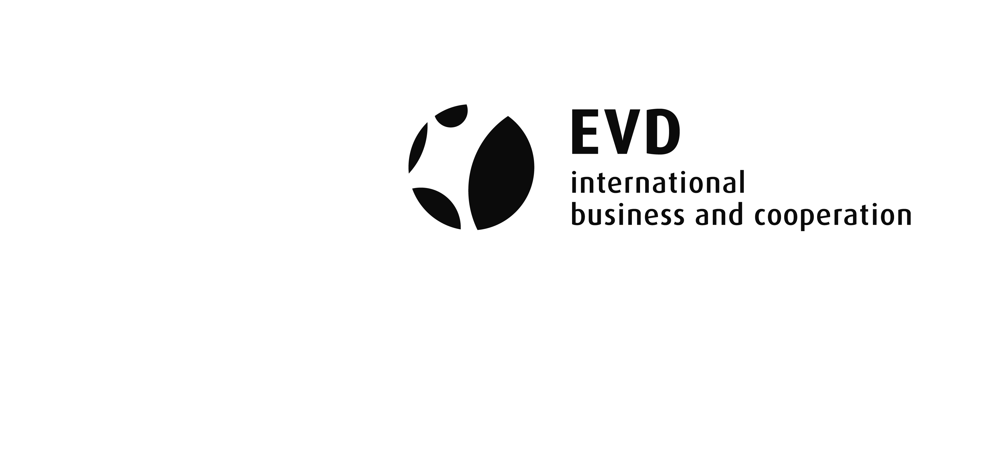 EVD
international
business and cooperation